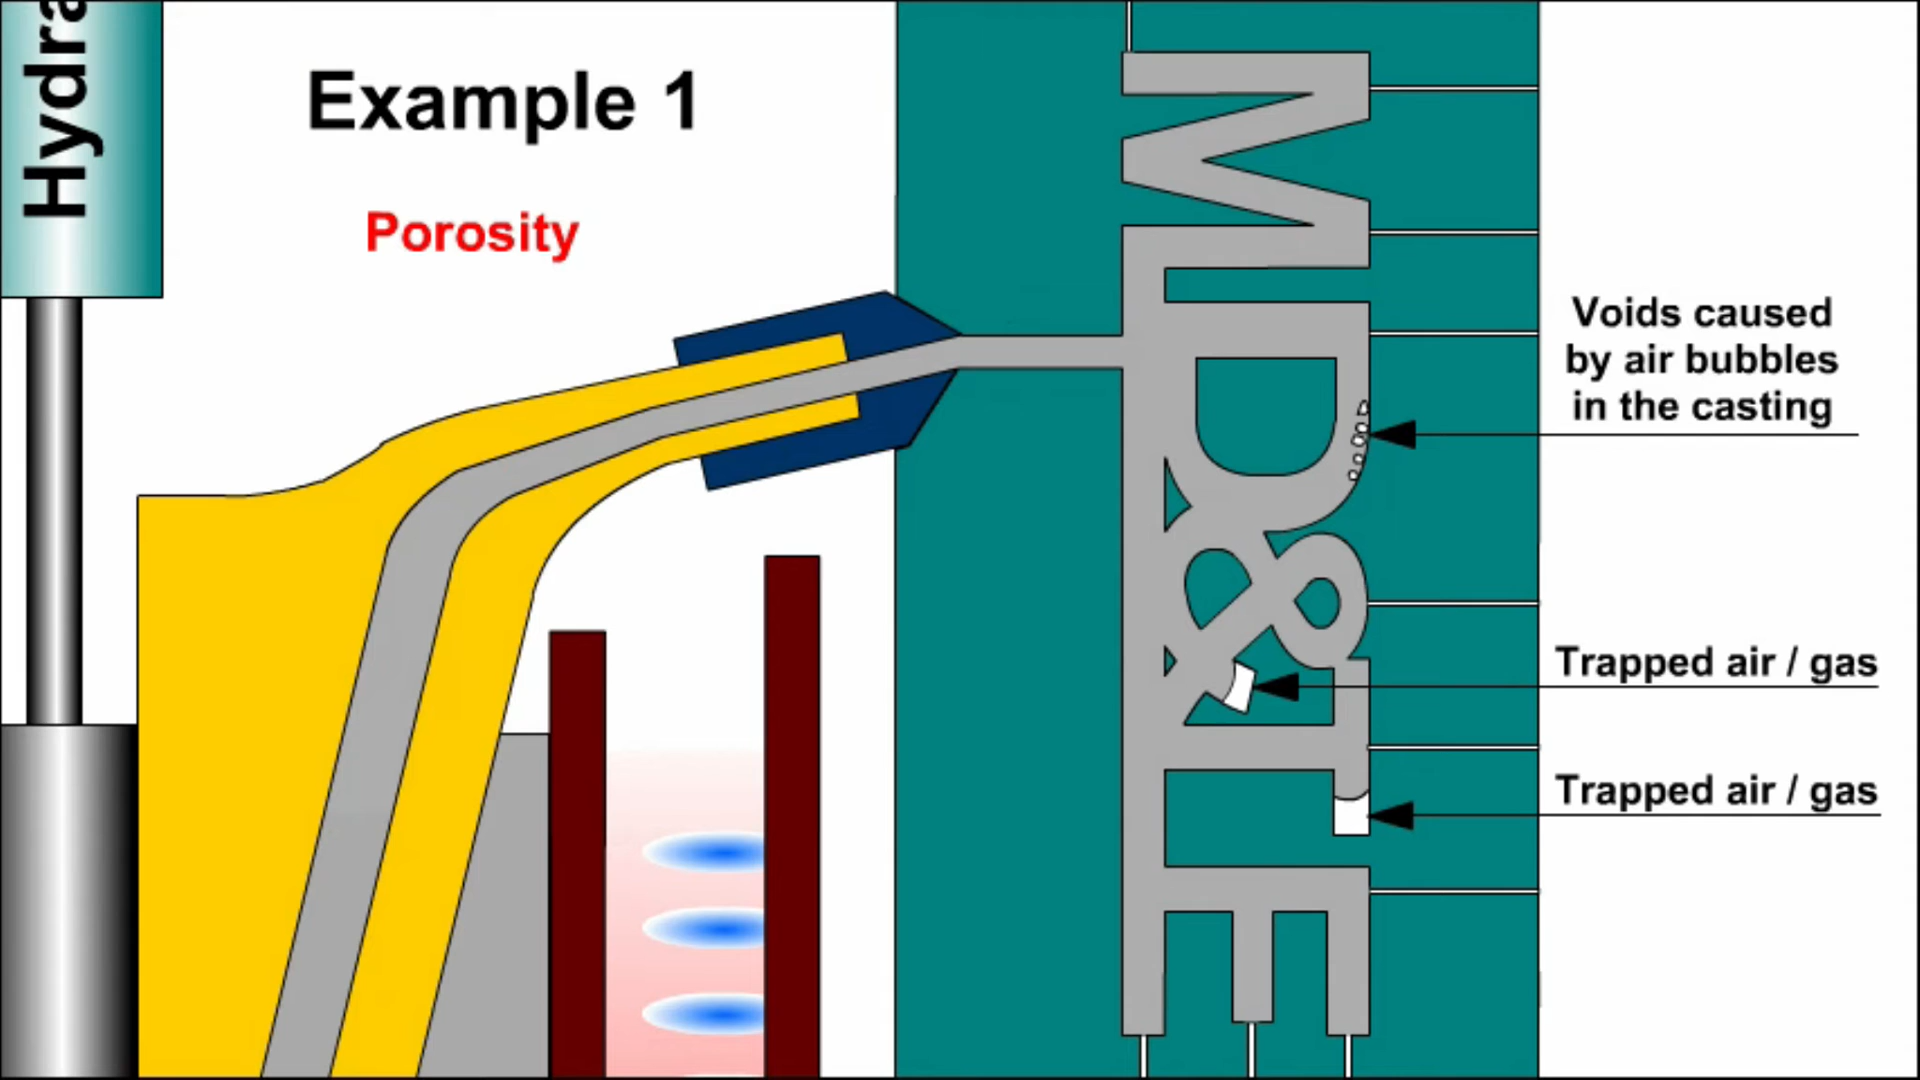 Hydra
Example 1
Porosity
Voids caused
by air bubbles
in the casting
Trapped air / gas
Trapped air / gas
MD&TE